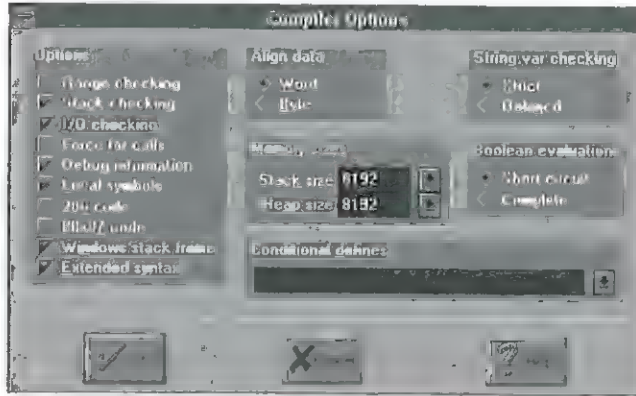 Compiler Options
Options
Range checking
Stack checking
I/O checking
Force far calls
Debug information
Local symbols
286 code
Windows stack frame
Extended syntax
Align data
Word
Byte
Stack size 8192
Heap size 8192
Conditional defines
String var checking
Strict
Relaxed
Boolean evaluation
Short circuit
Complete